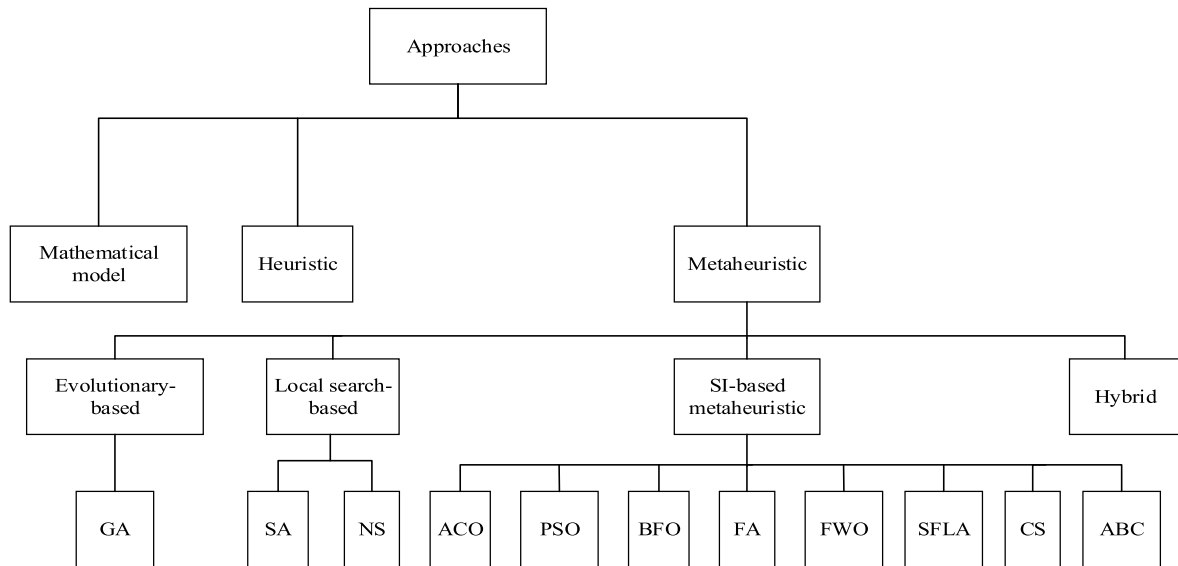 Approaches
Mathematical
model
Heuristic
Metaheuristic
Evolutionary-
based
Local search-
based
SI-based
metaheuristic
Hybrid
GA
SA
NS
ACO
PSO
BFO
FA
FWO
SFLA
CS
ABC